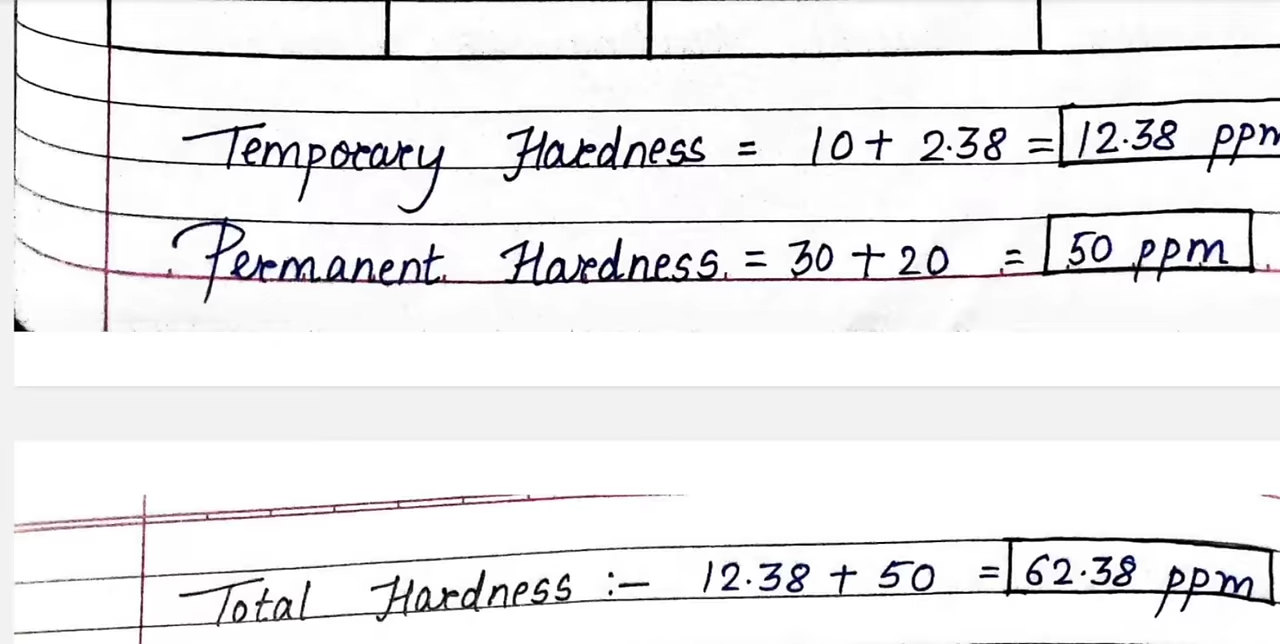 Temporary Hardness = 10 + 2.38 = 12.38 ppm
Permanent Hardness = 30 + 20 = 50 ppm
Total Hardness :- 12.38 + 50 = 62.38 ppm